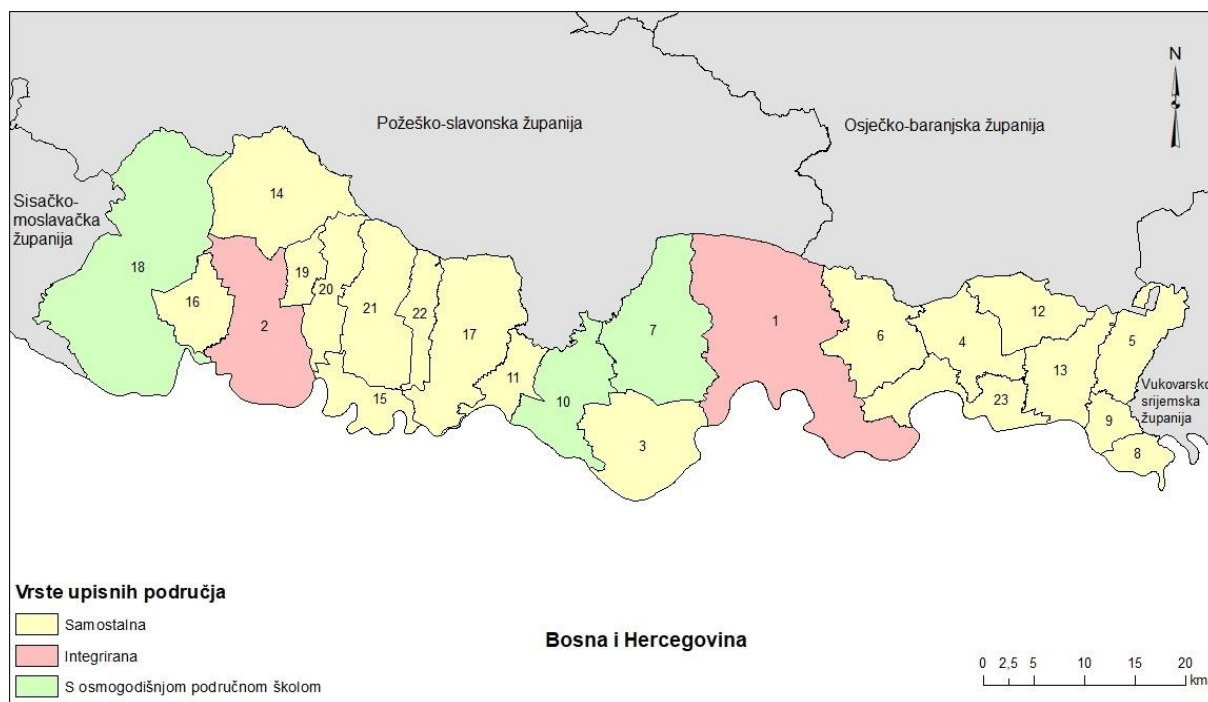 N
Požeško-slavonska županija
Osječko-baranjska županija
Sisačko-
moslavačka
županija
14
18
19
16
20
2
21
22
17
7
1
12
6
4
5
11
13
15
10
23
Vukovarsko
srijemska
županija
9
3
8
Vrste upisnih područja
Samostalna
Integrirana
S osmogodišnjom područnom školom
Bosna i Hercegovina
0 2,5 5 10 15 20
km